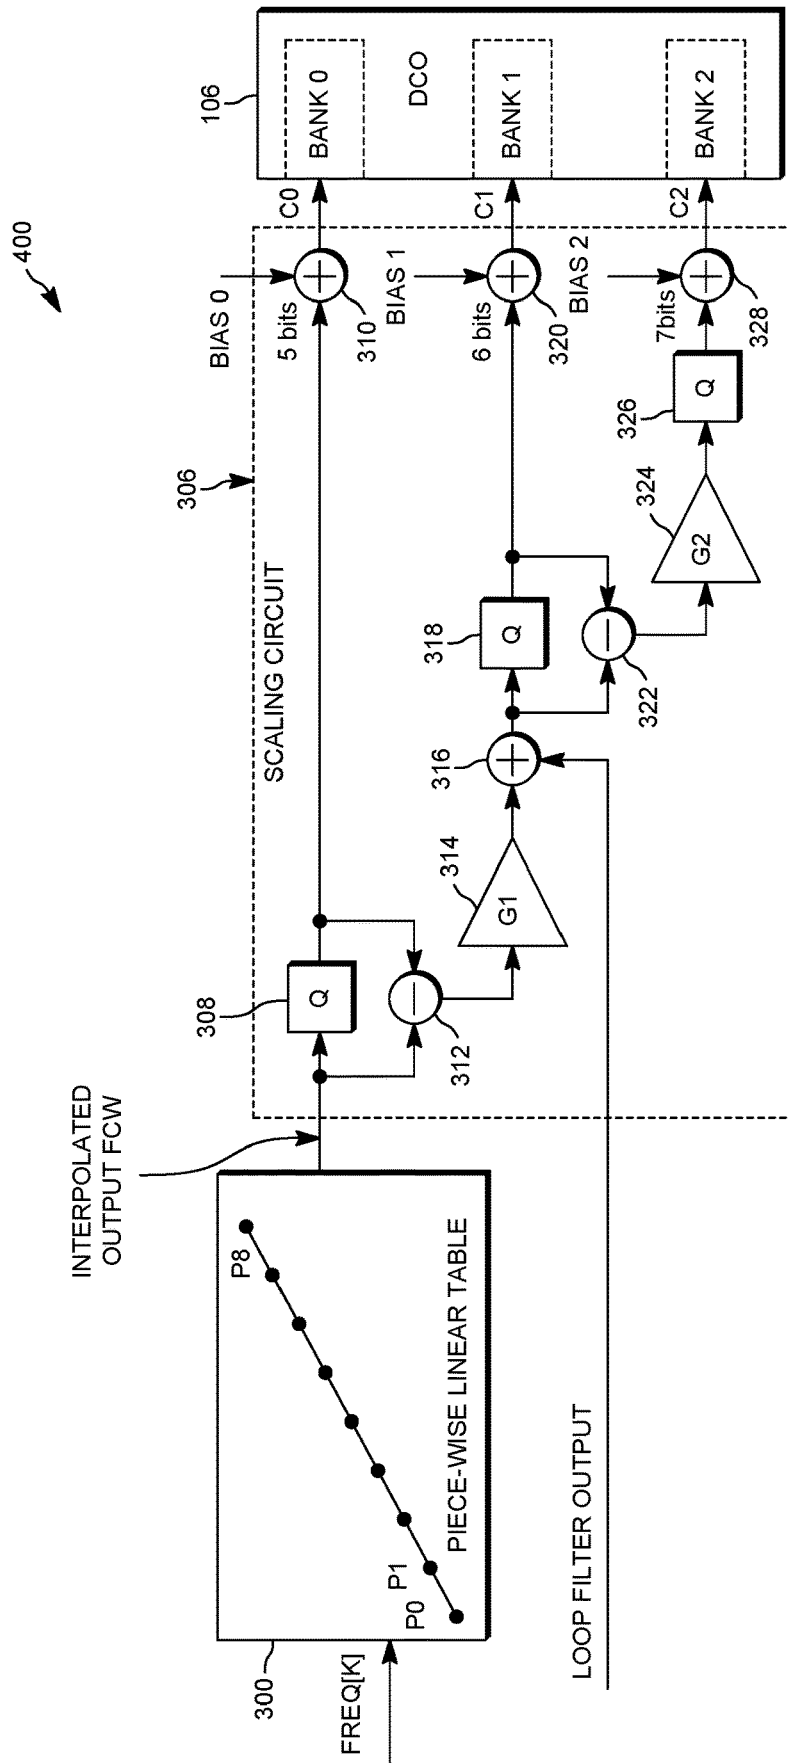 400
306
106
SCALING CIRCUIT
BIAS 0
5 bits
310
C0
BANK 0
DCO
BIAS 1
6 bits
320
C1
BANK 1
BIAS 2
7bits
328
C2
BANK 2
INTERPOLATED
OUTPUT FCW
308
Q
312
314
G1
316
318
Q
322
324
G2
326
Q
300
FREQ[K]
P0
P1
P8
PIECE-WISE LINEAR TABLE
LOOP FILTER OUTPUT